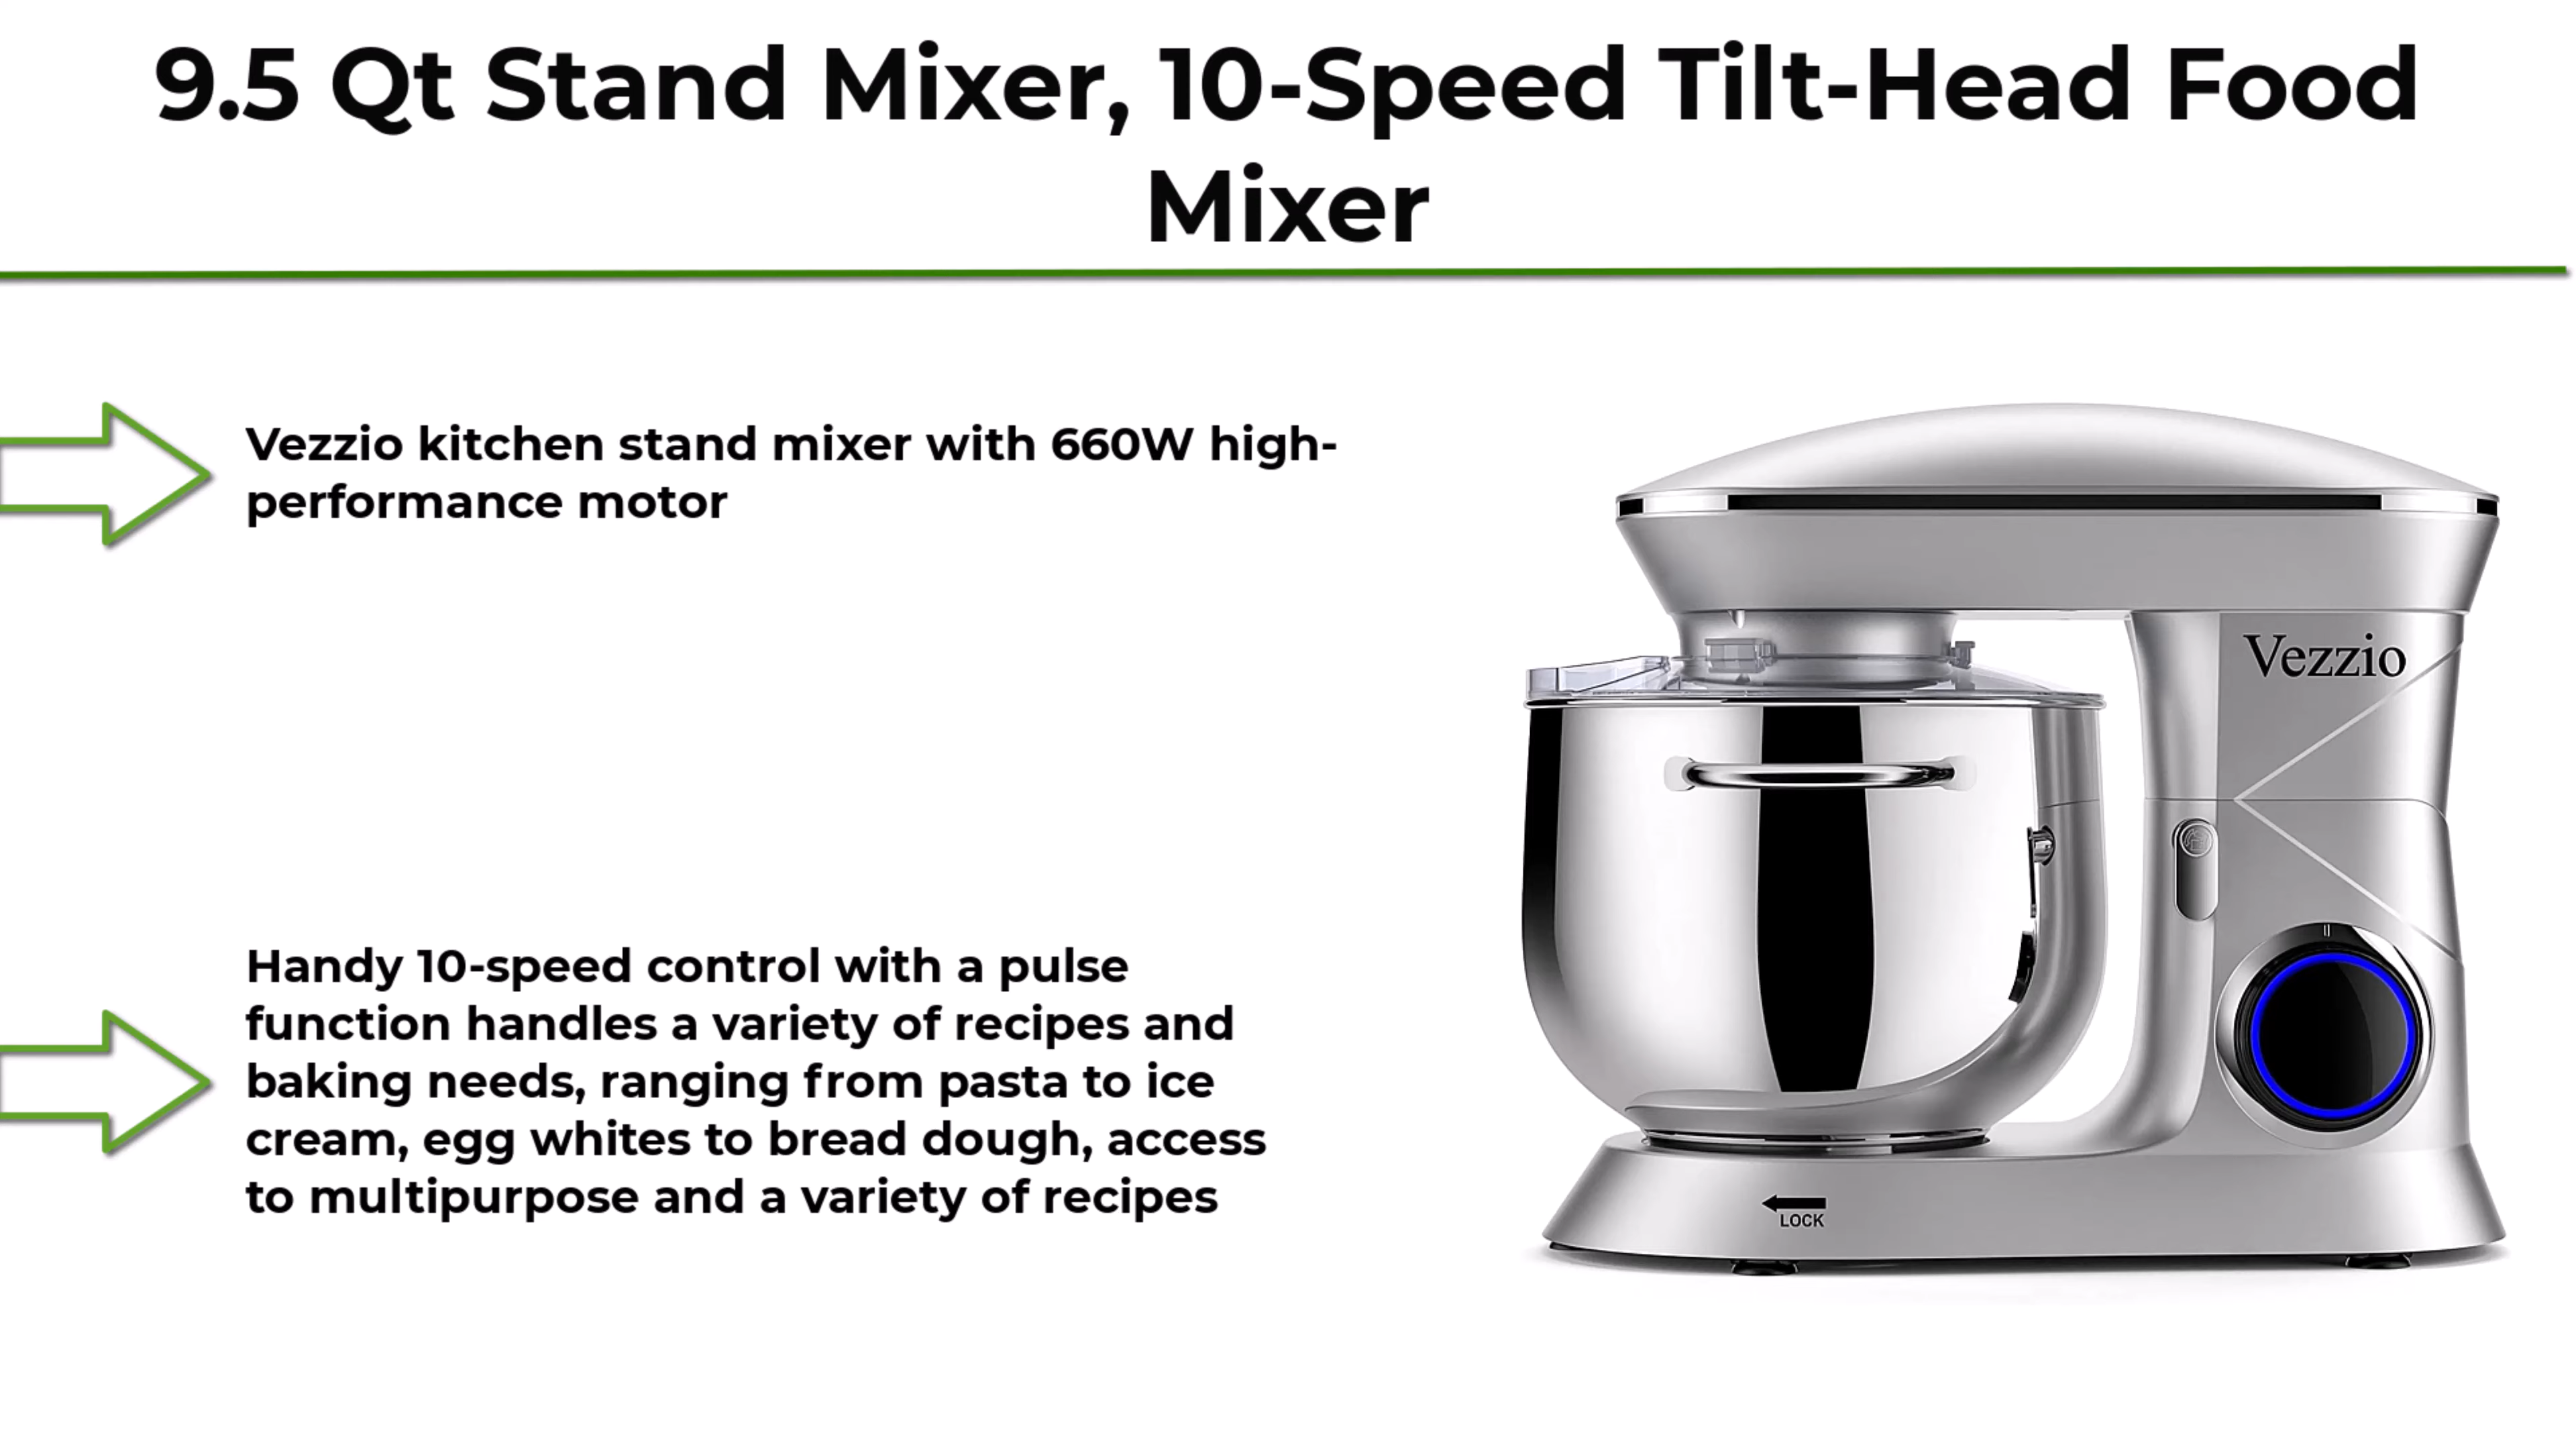 9.5 Qt Stand Mixer, 10-Speed Tilt-Head Food
Mixer
Vezzio kitchen stand mixer with 660W high-
performance motor
Handy 10-speed control with a pulse
function handles a variety of recipes and
baking needs, ranging from pasta to ice
cream, egg whites to bread dough, access
to multipurpose and a variety of recipes
Vezzio
LOCK